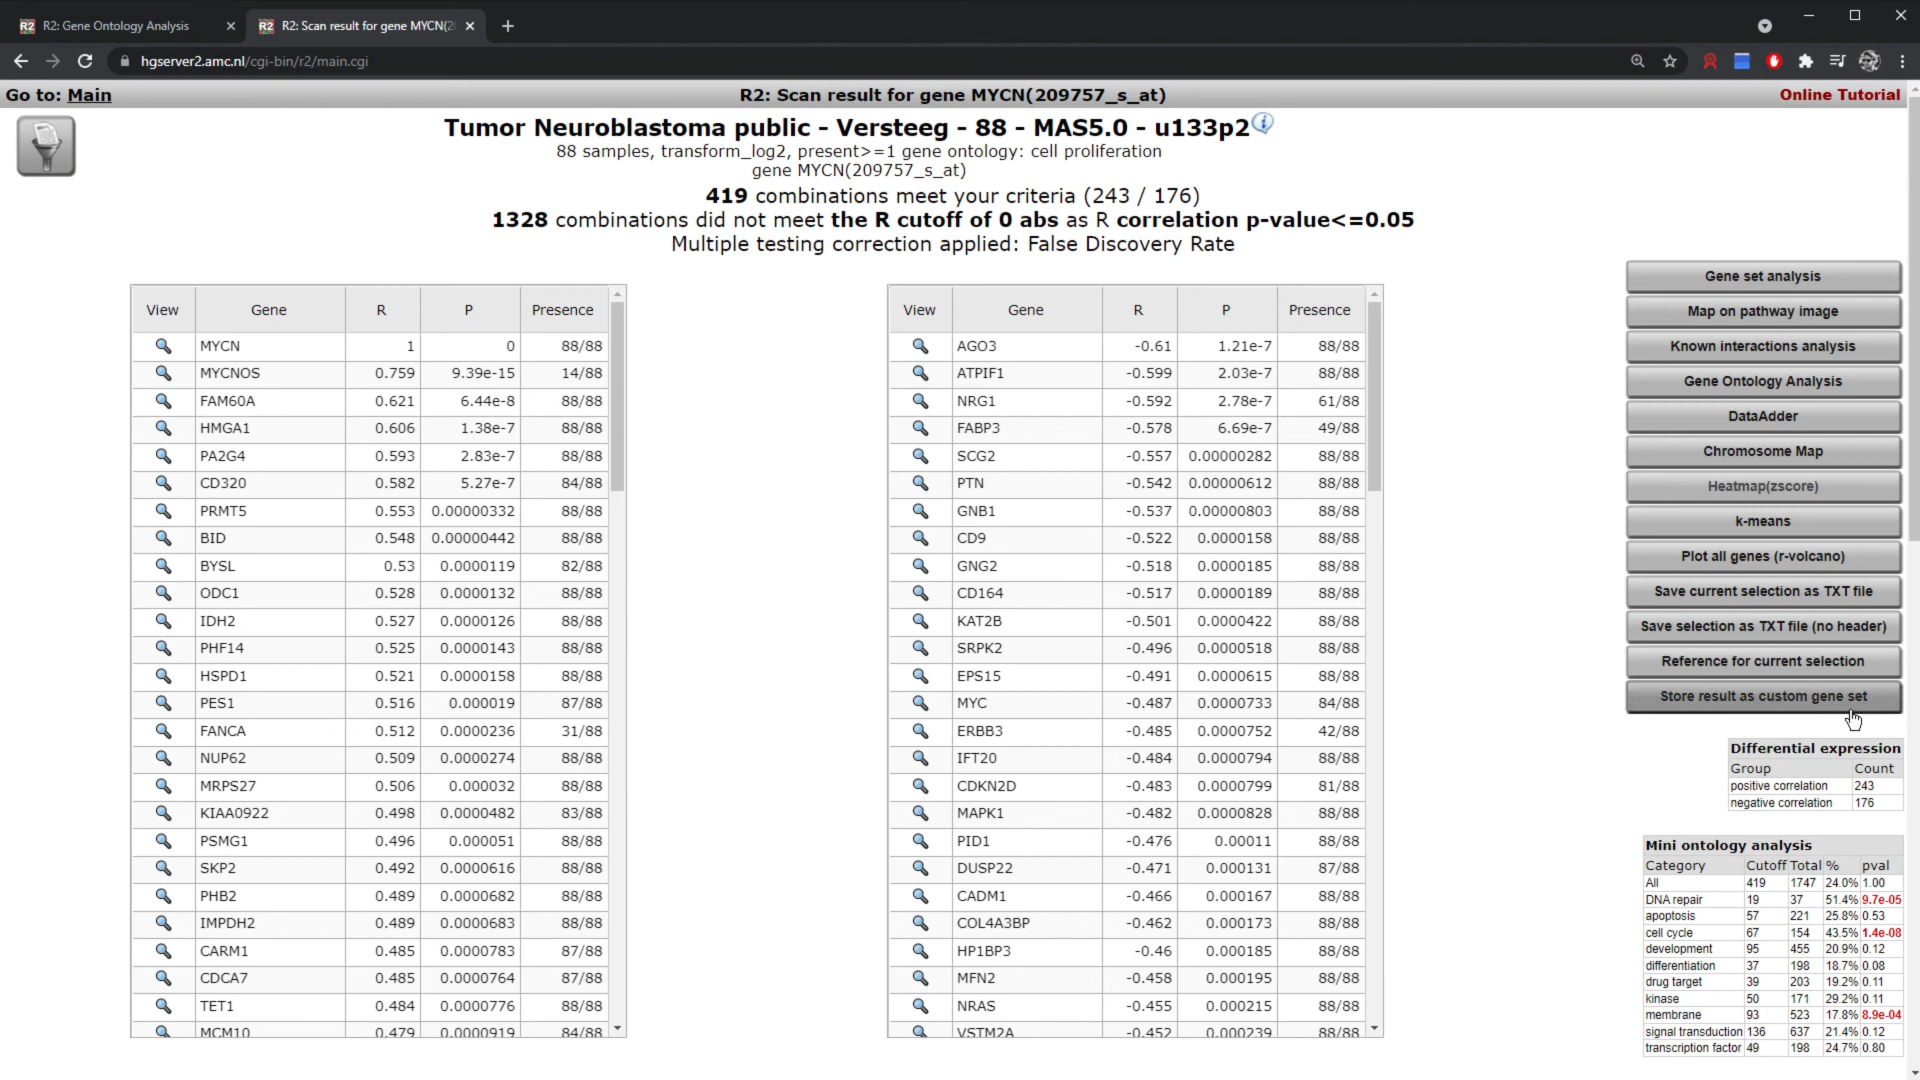 R2: Gene Ontology Analysis
R2: Scan result for gene MYCN(20
hgserver2.amc.nl/cgi-bin/r2/main.cgi
Go to: Main
R2: Scan result for gene MYCN(209757_s_at)
Online Tutorial
Tumor Neuroblastoma public - Versteeg - 88 - MAS5.0 - u133p2
88 samples, transform_log2, present>=1 gene ontology: cell proliferation
gene MYCN(209757_s_at)
419 combinations meet your criteria (243 / 176)
1328 combinations did not meet the R cutoff of 0 abs as R correlation p-value<=0.05
Multiple testing correction applied: False Discovery Rate
View Gene R P Presence
MYCN 1 0 88/88
MYCNOS 0.759 9.39e-15 14/88
FAM60A 0.621 6.44e-8 88/88
HMGA1 0.606 1.38e-7 88/88
PA2G4 0.593 2.83e-7 88/88
CD320 0.582 5.27e-7 84/88
PRMT5 0.553 0.00000332 88/88
BID 0.548 0.00000442 88/88
BYSL 0.53 0.0000119 82/88
ODC1 0.528 0.0000132 88/88
IDH2 0.527 0.0000126 88/88
PHF14 0.525 0.0000143 88/88
HSPD1 0.521 0.0000158 88/88
PES1 0.516 0.000019 87/88
FANCA 0.512 0.0000236 31/88
NUP62 0.509 0.0000274 88/88
MRPS27 0.506 0.000032 88/88
KIAA0922 0.498 0.0000482 83/88
PSMG1 0.496 0.000051 88/88
SKP2 0.492 0.0000616 88/88
PHB2 0.489 0.0000682 88/88
IMPDH2 0.489 0.0000683 88/88
CARM1 0.485 0.0000783 87/88
CDCA7 0.485 0.0000764 87/88
TET1 0.484 0.0000776 88/88
MCM10 0.479 0.0000919 84/88
View Gene R P Presence
AGO3 -0.61 1.21e-7 88/88
ATPIF1 -0.599 2.03e-7 88/88
NRG1 -0.592 2.78e-7 61/88
FABP3 -0.578 6.69e-7 49/88
SCG2 -0.557 0.00000282 88/88
PTN -0.542 0.00000612 88/88
GNB1 -0.537 0.00000803 88/88
CD9 -0.522 0.0000158 88/88
GNG2 -0.518 0.0000185 88/88
CD164 -0.517 0.0000189 88/88
KAT2B -0.501 0.0000422 88/88
SRPK2 -0.496 0.0000518 88/88
EPS15 -0.491 0.0000615 88/88
MYC -0.487 0.0000733 84/88
ERBB3 -0.485 0.0000752 42/88
IFT20 -0.484 0.0000794 88/88
CDKN2D -0.483 0.0000799 81/88
MAPK1 -0.482 0.0000828 88/88
PID1 -0.476 0.00011 88/88
DUSP22 -0.471 0.000131 87/88
CADM1 -0.466 0.000167 88/88
COL4A3BP -0.462 0.000173 88/88
HP1BP3 -0.46 0.000185 88/88
MFN2 -0.458 0.000195 88/88
NRAS -0.455 0.000215 88/88
VSTM2A -0.452 0.000239 88/88
Gene set analysis
Map on pathway image
Known interactions analysis
Gene Ontology Analysis
DataAdder
Chromosome Map
Heatmap(zscore)
k-means
Plot all genes (r-volcano)
Save current selection as TXT file
Save selection as TXT file (no header)
Reference for current selection
Store result as custom gene set
Differential expression
Group Count
positive correlation 243
negative correlation 176
Mini ontology analysis
Category Cutoff Total % pval
All 419 1747 24.0% 1.00
DNA repair 19 37 51.4% 9.7e-05
apoptosis 57 221 25.8% 0.53
cell cycle 67 154 43.5% 1.4e-08
development 95 455 20.9% 0.12
differentiation 37 198 18.7% 0.08
drug target 39 203 19.2% 0.11
kinase 50 171 29.2% 0.11
membrane 93 523 17.8% 8.9e-04
signal transduction 136 637 21.4% 0.12
transcription factor 49 198 24.7% 0.80